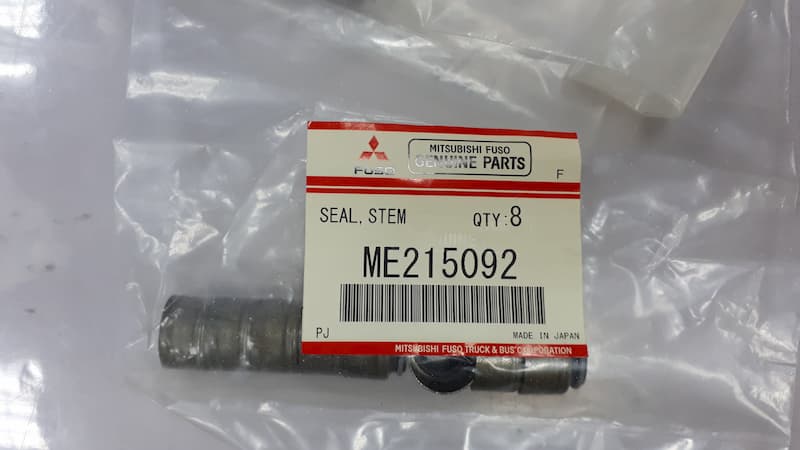 MITSUBISHI FUSO
GENUINE PARTS
FUSO
F
SEAL, STEM QTY:8
ME215092
PJ
MADE IN JAPAN
MITSUBISHI FUSO TRUCK & BUS CORPORATION